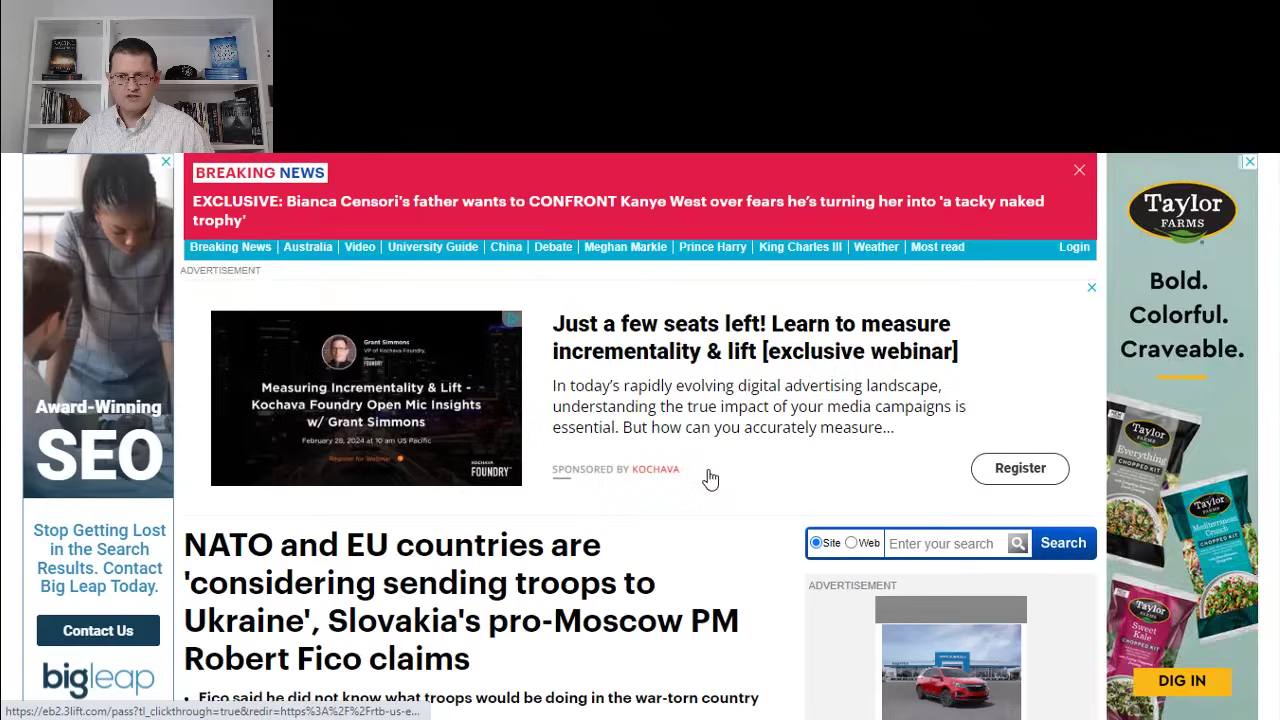 BREAKING NEWS
EXCLUSIVE: Bianca Censori's father wants to CONFRONT Kanye West over fears he's turning her into 'a tacky naked
trophy'
Breaking News | Australia | Video | University Guide | China | Debate | Meghan Markle | Prince Harry | King Charles III | Weather | Most read Login
ADVERTISEMENT
Grant Simmons
VP of Kochava Foundry,
FOUNDRY
Measuring Incrementality & Lift -
Kochava Foundry Open Mic Insights
w/ Grant Simmons
February 28, 2024 at 10 am US Pacific
Register for Webinar
KOCHAVA
FOUNDRY
Just a few seats left! Learn to measure
incrementality & lift [exclusive webinar]
In today's rapidly evolving digital advertising landscape,
understanding the true impact of your media campaigns is
essential. But how can you accurately measure...
SPONSORED BY KOCHAVA
Register
Award-Winning
SEO
Stop Getting Lost
in the Search
Results. Contact
Big Leap Today.
Contact Us
bigleap
NATO and EU countries are
'considering sending troops to
Ukraine', Slovakia's pro-Moscow PM
Robert Fico claims
• Fico said he did not know what troops would be doing in the war-torn country
Site Web Enter your search Search
ADVERTISEMENT
Taylor
FARMS
Bold.
Colorful.
Craveable.
Taylor
Everything
CHOPPED KIT
Taylor
Mediterranean
Crunch
CHOPPED KIT
Taylor
Sweet
Kale
CHOPPED KIT
DIG IN
https://eb2.3lift.com/pass?tl_clickthrough=true&redir=https%3A%2F%2Frtb-us-e...